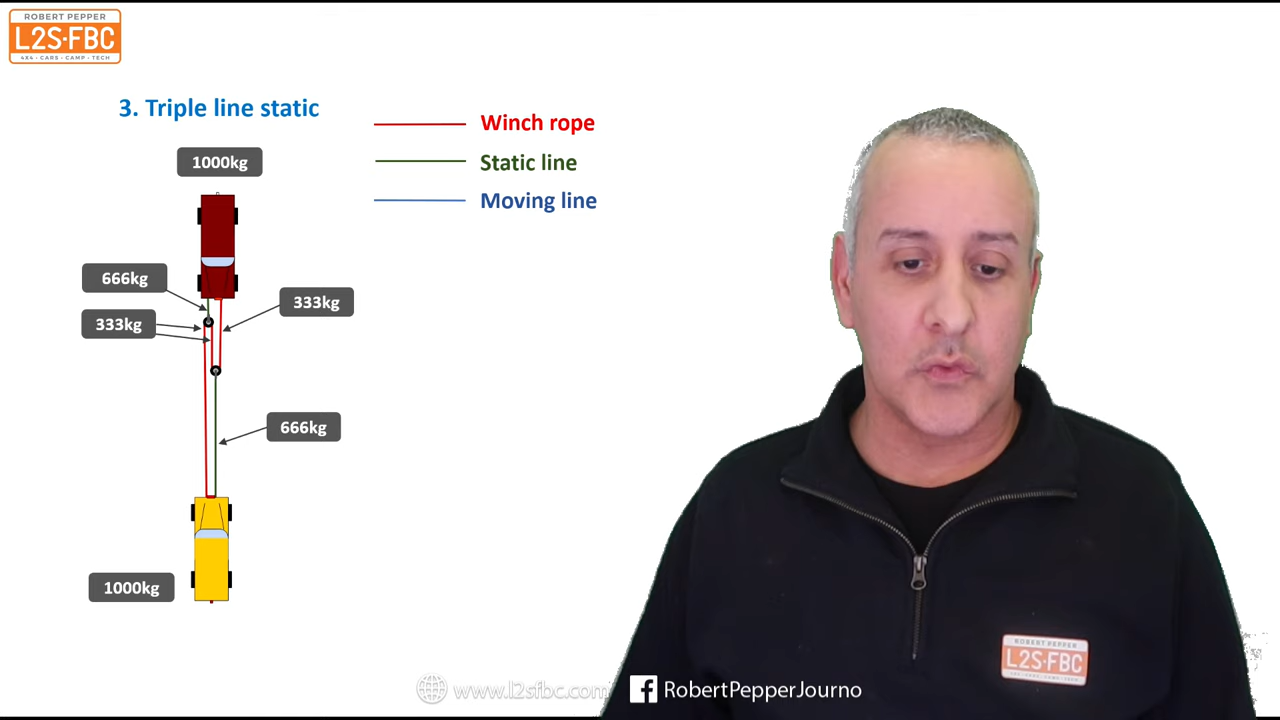 ROBERT PEPPER
L2S·FBC
4X4 • CARS • CAMP • TECH
3. Triple line static
Winch rope
Static line
Moving line
1000kg
666kg
333kg
333kg
666kg
1000kg
ROBERT PEPPER
L2S·FBC
www.l2sfbc.com
RobertPepperJourno